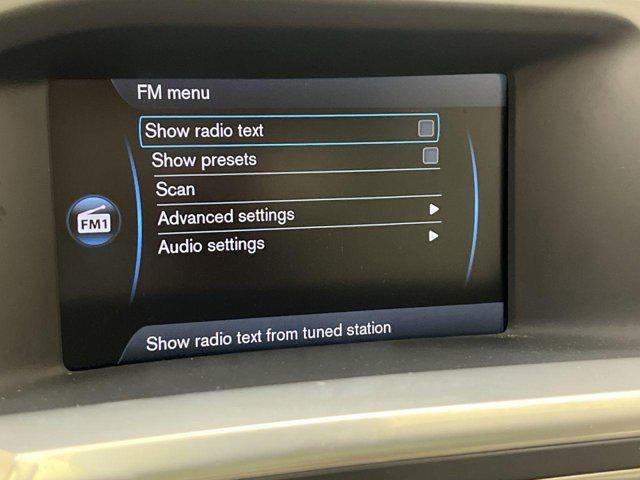 FM menu
Show radio text
Show presets
Scan
Advanced settings
Audio settings
FM1
Show radio text from tuned station